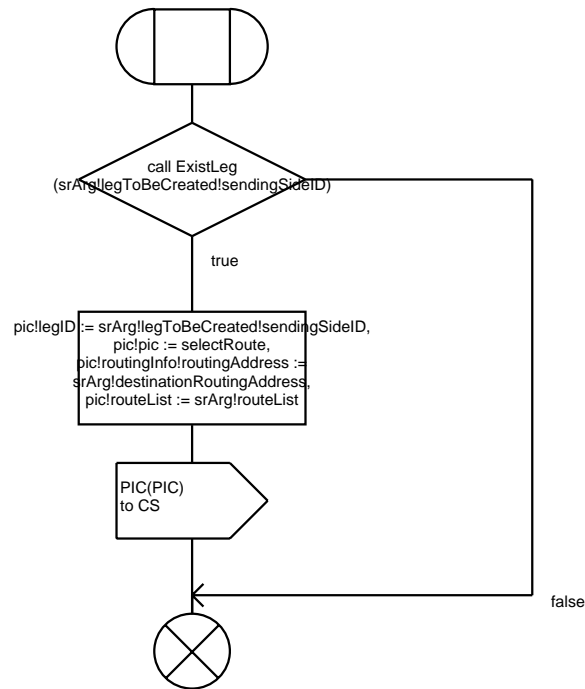 call ExistLeg
(srArg!legToBeCreated!sendingSideID)
true
pic!legID := srArg!legToBeCreated!sendingSideID,
pic!pic := selectRoute,
pic!routingInfo!routingAddress :=
srArg!destinationRoutingAddress,
pic!routeList := srArg!routeList
PIC(PIC)
to CS
false